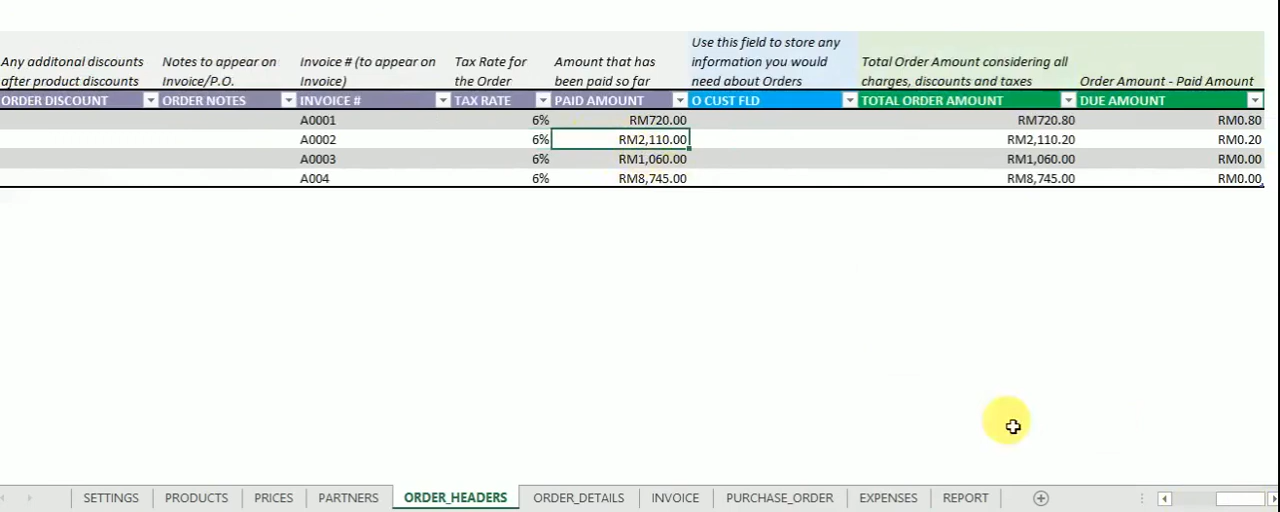 Any additonal discounts after product discounts
Notes to appear on Invoice/P.O.
Invoice # (to appear on Invoice)
Tax Rate for the Order
Amount that has been paid so far
Use this field to store any information you would need about Orders
Total Order Amount considering all charges, discounts and taxes
Order Amount - Paid Amount
ORDER DISCOUNT ORDER NOTES INVOICE # TAX RATE PAID AMOUNT O CUST FLD TOTAL ORDER AMOUNT DUE AMOUNT
A0001 6% RM720.00 RM720.80 RM0.80
A0002 6% RM2,110.00 RM2,110.20 RM0.20
A0003 6% RM1,060.00 RM1,060.00 RM0.00
A004 6% RM8,745.00 RM8,745.00 RM0.00
SETTINGS PRODUCTS PRICES PARTNERS ORDER_HEADERS ORDER_DETAILS INVOICE PURCHASE_ORDER EXPENSES REPORT